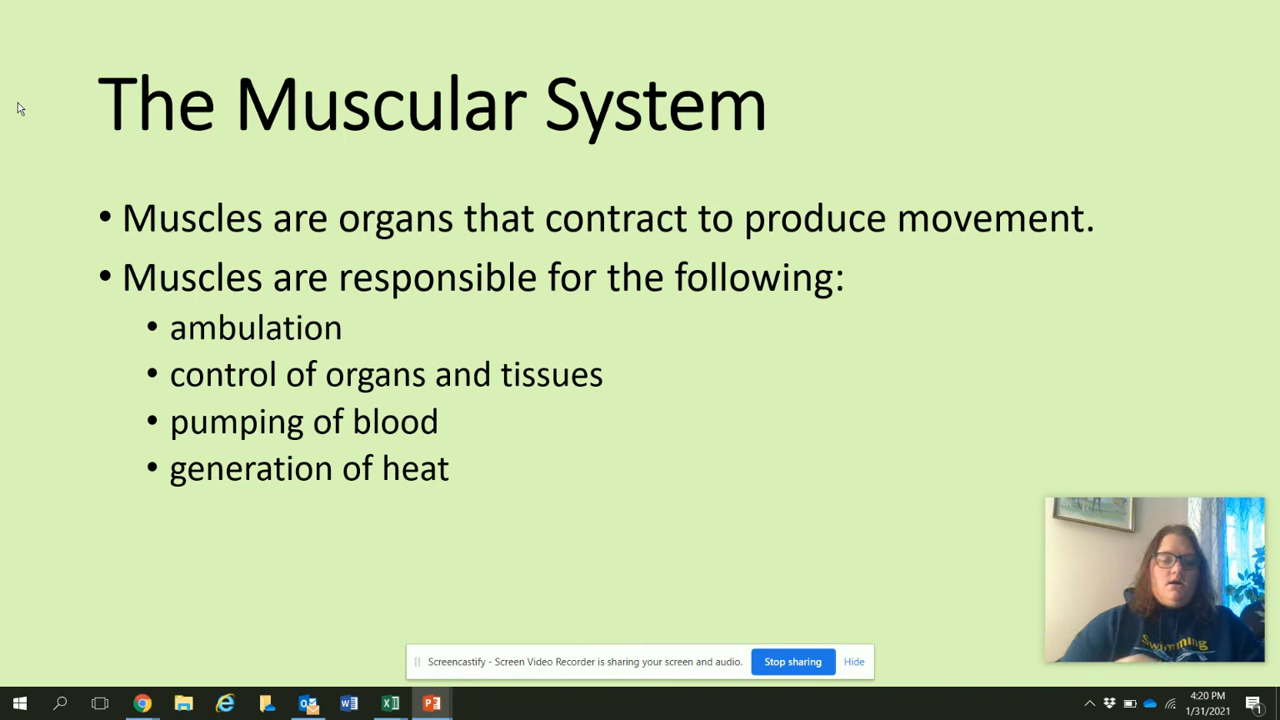 The Muscular System
• Muscles are organs that contract to produce movement.
• Muscles are responsible for the following:
• ambulation
• control of organs and tissues
• pumping of blood
• generation of heat
Swimming
Screencastify - Screen Video Recorder is sharing your screen and audio. Stop sharing Hide
4:20 PM
1/31/2021